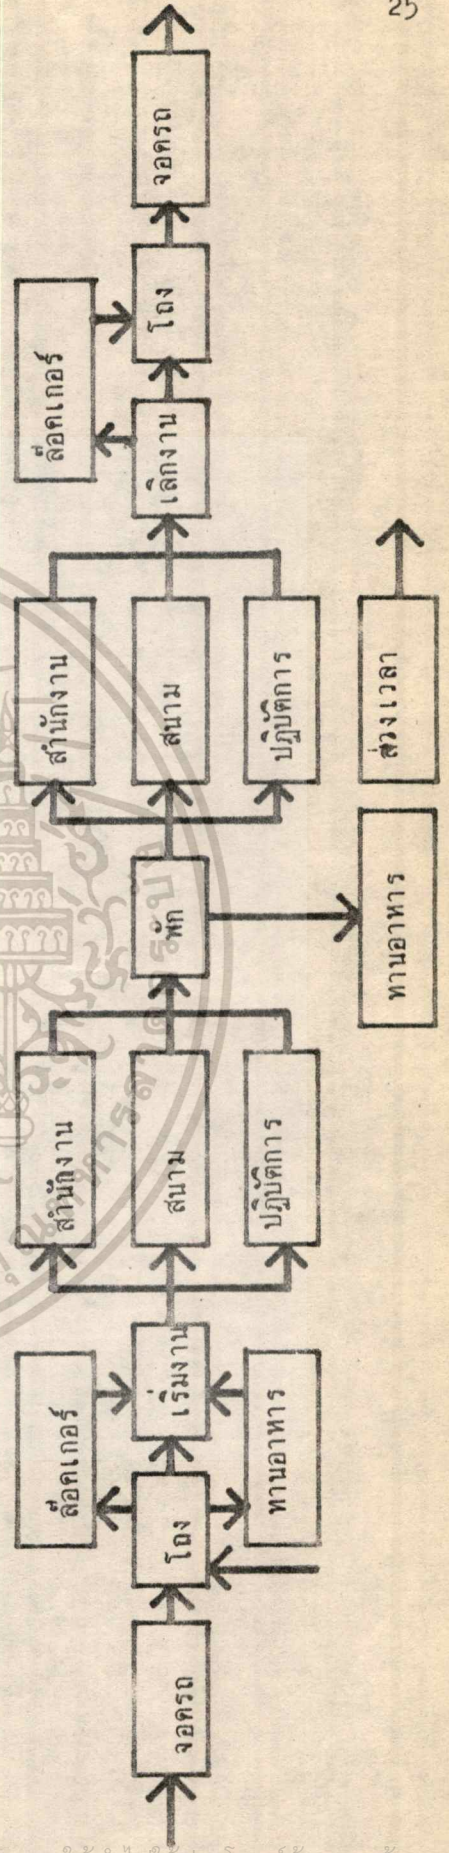 25
จอดรถ
โถง
ล๊อคเกอร์
ทานอาหาร
เริ่มงาน
สำนักงาน
สนาม
ปฏิบัติการ
พัก
ทานอาหาร
ส่วงเวลา
สำนักงาน
สนาม
ปฏิบัติการ
เลิกงาน
ล๊อคเกอร์
โถง
จอดรถ